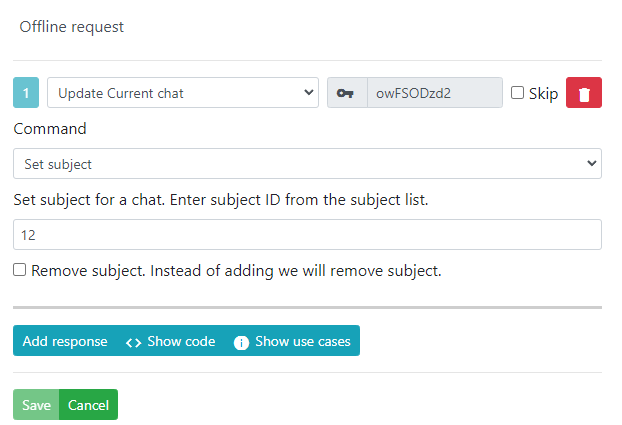 Offline request
1 Update Current chat owFSODzd2 Skip
Command
Set subject
Set subject for a chat. Enter subject ID from the subject list.
12
Remove subject. Instead of adding we will remove subject.
Add response <> Show code Show use cases
Save Cancel